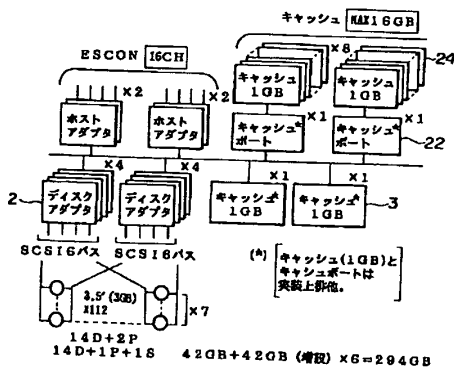 キャッシュ MAX16GB
ESCON 16CH
×8
24
キャッシュ
1GB
キャッシュ
1GB
×2
×2
×1
×1
ホスト
アダプタ
ホスト
アダプタ
キャッシュ*
ポート
キャッシュ*
ポート
22
×4
×4
×1
×1
2
ディスク
アダプタ
ディスク
アダプタ
キャッシュ*
1GB
キャッシュ*
1GB
3
SCSI6バス
SCSI6バス
(*)
キャッシュ(1GB)と
キャシュポートは
実装上排他。
3.5'(3GB)
×112
×7
14D+2P
14D+1P+1S
42GB+42GB (増設) ×6=294GB